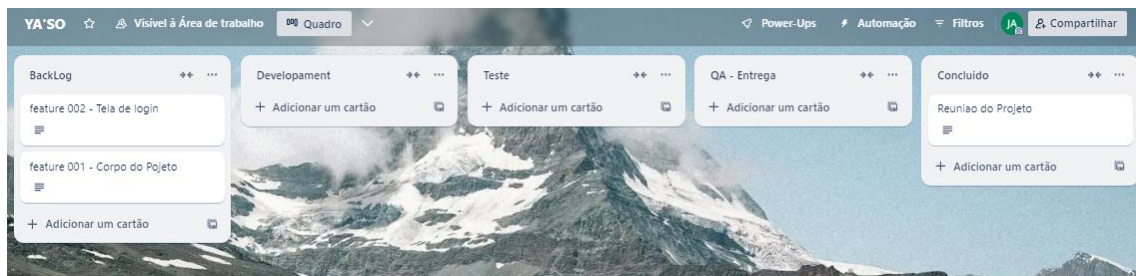 YA'SO Visível à Área de trabalho Quadro Power-Ups Automação Filtros JA Compartilhar
BackLog
feature 002 - Tela de login
feature 001 - Corpo do Pojeto
+ Adicionar um cartão
Developament
+ Adicionar um cartão
Teste
+ Adicionar um cartão
QA - Entrega
+ Adicionar um cartão
Concluido
Reuniao do Projeto
+ Adicionar um cartão